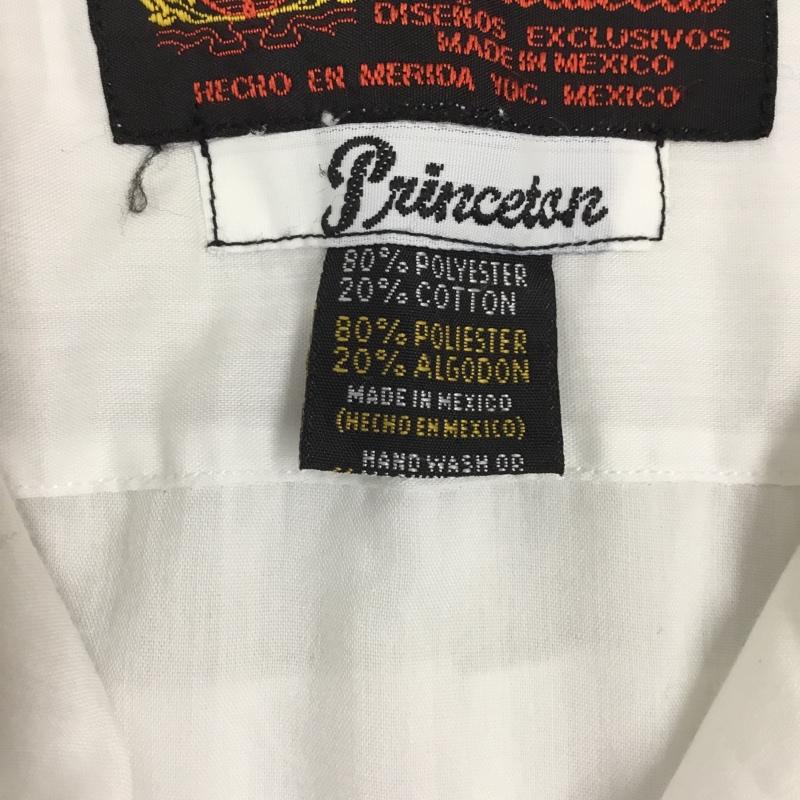 DISEÑOS EXCLUSIVOS
MADE IN MEXICO
HECHO EN MERIDA YUC. MEXICO
Princeton
80% POLYESTER
20% COTTON
80% POLIESTER
20% ALGODON
MADE IN MEXICO
(HECHO EN MEXICO)
HAND WASH OR